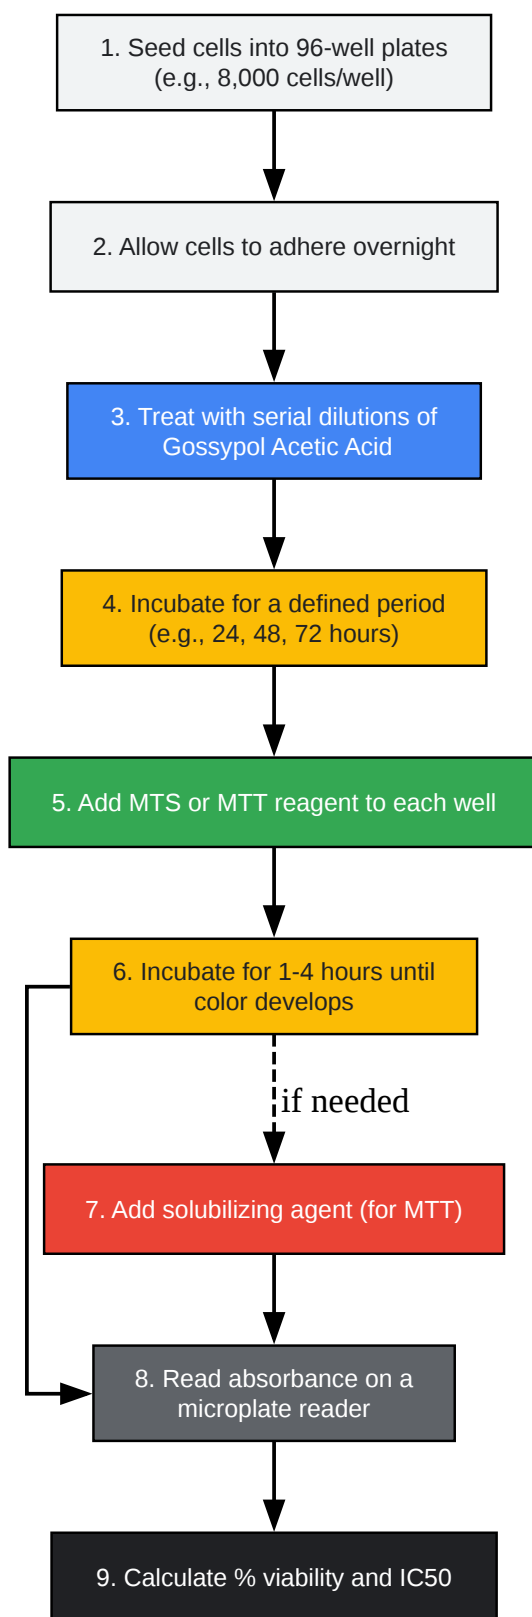 1. Seed cells into 96-well plates
(e.g., 8,000 cells/well)
2. Allow cells to adhere overnight
3. Treat with serial dilutions of
Gossypol Acetic Acid
4. Incubate for a defined period
(e.g., 24, 48, 72 hours)
5. Add MTS or MTT reagent to each well
6. Incubate for 1-4 hours until
color develops
if needed
7. Add solubilizing agent (for MTT)
8. Read absorbance on a
microplate reader
9. Calculate % viability and IC50